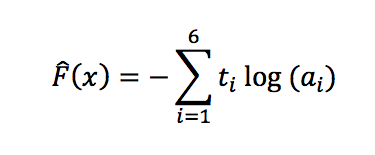 F̂(x) = −∑_{i=1}^{6} t_i log (a_i)